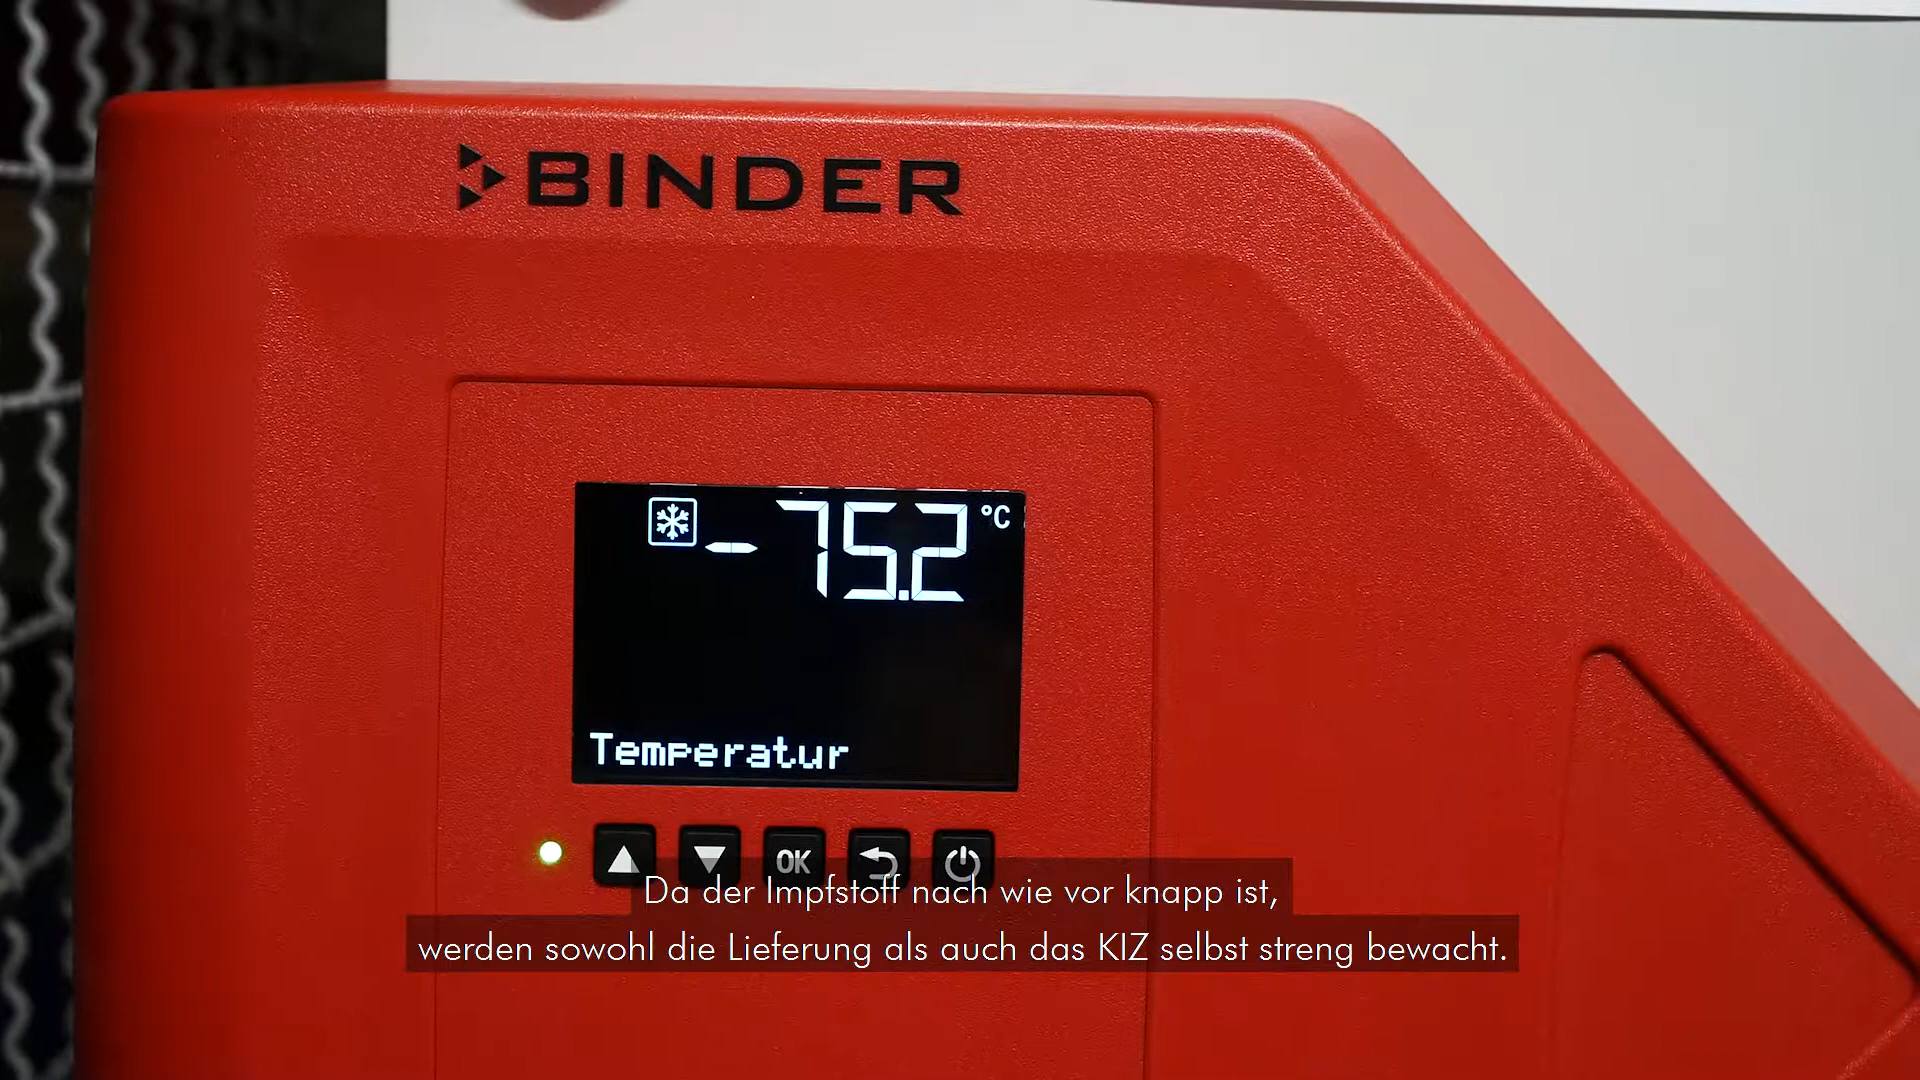 BINDER
-75.2 °C
Temperatur
OK
Da der Impfstoff nach wie vor knapp ist,
werden sowohl die Lieferung als auch das KIZ selbst streng bewacht.